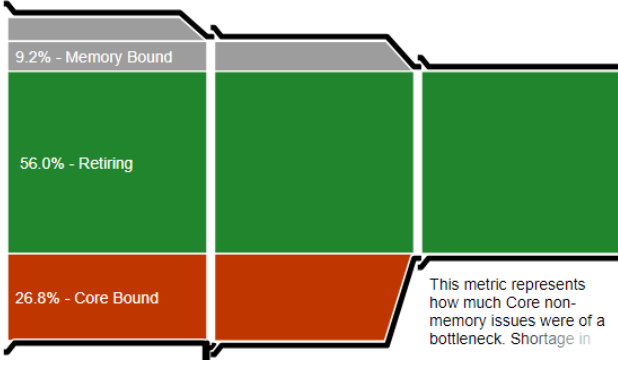 9.2% - Memory Bound
56.0% - Retiring
26.8% - Core Bound
This metric represents
how much Core non-
memory issues were of a
bottleneck. Shortage in